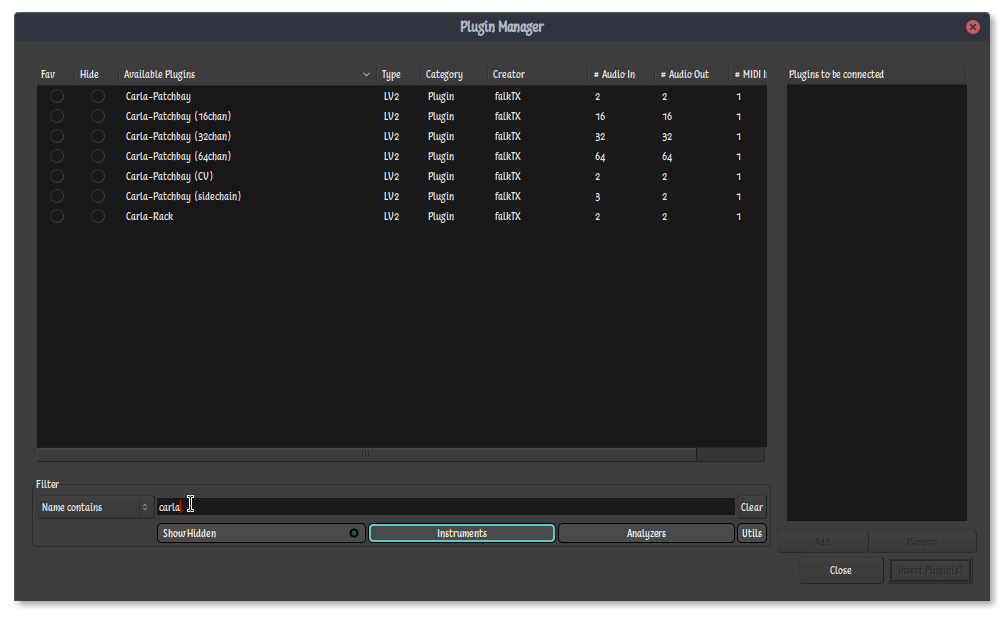 Plugin Manager
Fav Hide Available Plugins Type Category Creator # Audio In # Audio Out # MIDI I Plugins to be connected
Carla-Patchbay LV2 Plugin falkTX 2 2 1
Carla-Patchbay (16chan) LV2 Plugin falkTX 16 16 1
Carla-Patchbay (32chan) LV2 Plugin falkTX 32 32 1
Carla-Patchbay (64chan) LV2 Plugin falkTX 64 64 1
Carla-Patchbay (CV) LV2 Plugin falkTX 2 2 1
Carla-Patchbay (sidechain) LV2 Plugin falkTX 3 2 1
Carla-Rack LV2 Plugin falkTX 2 2 1
Filter
Name contains carla Clear
Show Hidden Instruments Analyzers Utils
Add Remove
Close Insert Plugin(s)